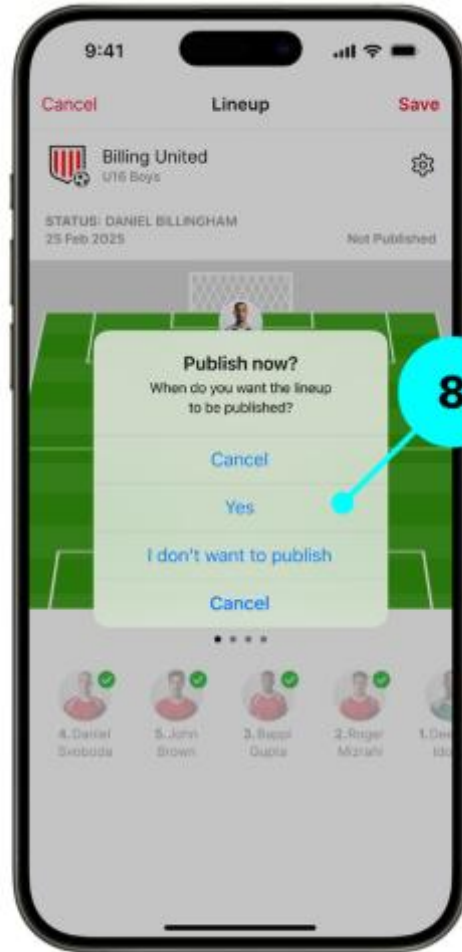 9:41
Cancel Lineup Save
Billing United
U16 Boys
STATUS: DANIEL BILLINGHAM
25 Feb 2025 Not Published
Publish now?
When do you want the lineup
to be published?
8
Cancel
Yes
I don't want to publish
Cancel
4. Daniel 5. John 3. Bappi 2. Roger
Svoboda Brown Gupta Mizrahi